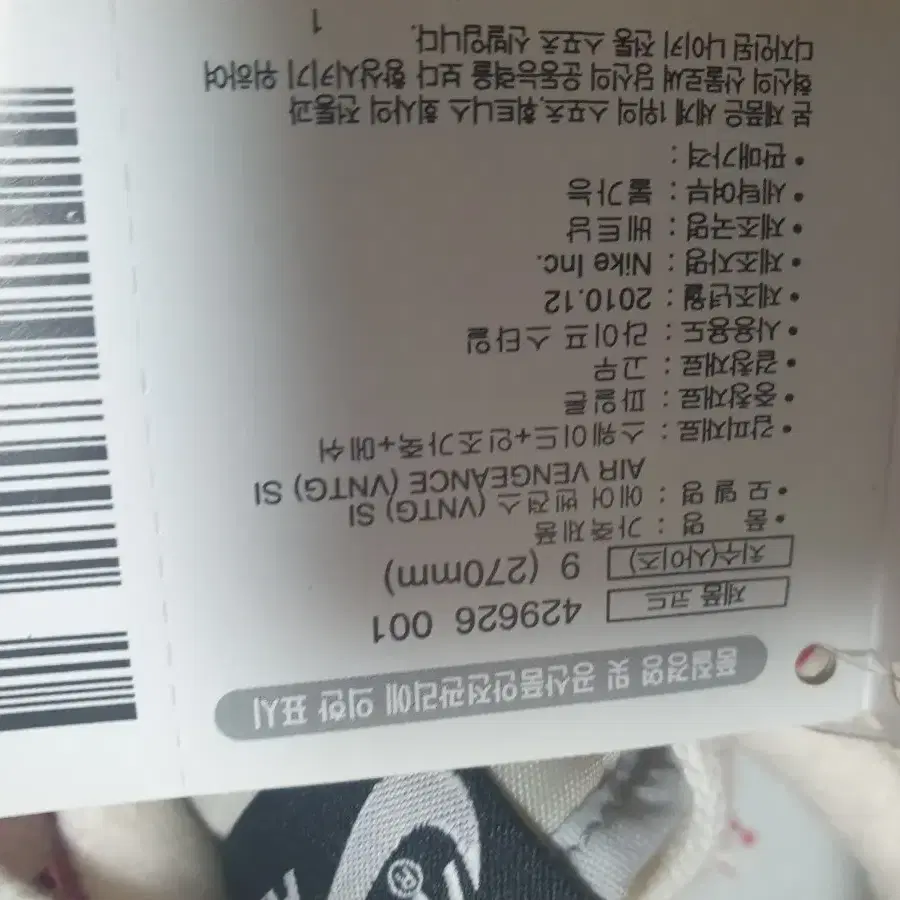 품질경영 및 공산품안전관리에 의한 표시
제품 코드 429626 001
치수(사이즈) 9 (270mm)
• 품 명 : 가죽제품
• 모 델 명 : 에어 벤젼스 (VNTG) SI
AIR VENGEANCE (VNTG) SI
• 갑피재료 : 스웨이드+인조가죽+메쉬
• 중창재료 : 파일론
• 겉창재료 : 고무
• 사용용도 : 라이프 스타일
• 제조년월 : 2010.12
• 제조자명 : Nike Inc.
• 제조국명 : 베트남
• 세탁여부 : 불가능
• 판매가격 :
본 제품은 세계 1위의 스포츠,휘트니스 회사의 전통과
혁신의 산물로서 당신의 운동능력을 보다 향상시키기 위하여
디자인된 나이키 전통 스포츠 신발입니다.
1